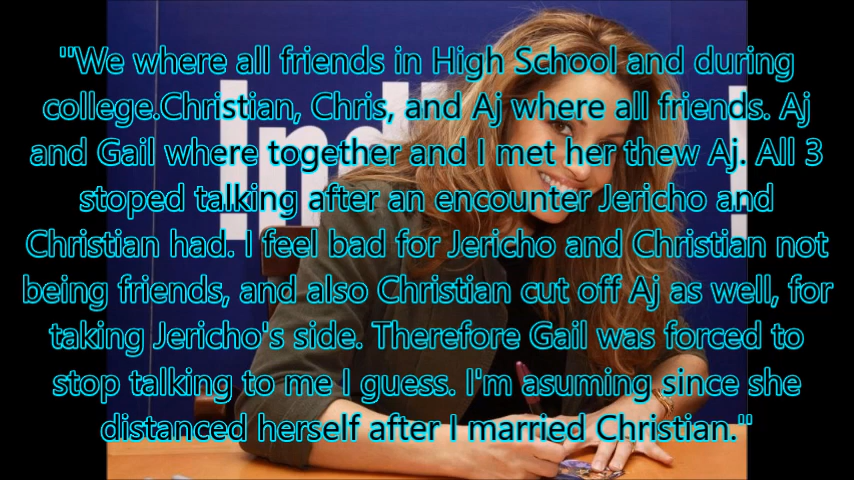 "We where all friends in High School and during
college.Christian, Chris, and Aj where all friends. Aj
and Gail where together and I met her thew Aj. All 3
stoped talking after an encounter Jericho and
Christian had. I feel bad for Jericho and Christian not
being friends, and also Christian cut off Aj as well, for
taking Jericho's side. Therefore Gail was forced to
stop talking to me I guess. I'm asuming since she
distanced herself after I married Christian."